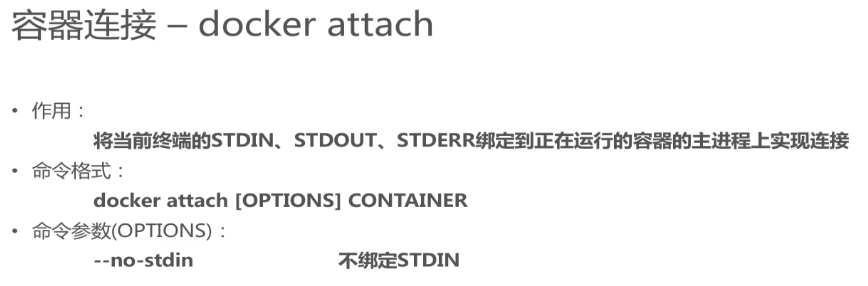 容器连接 – docker attach
• 作用：
将当前终端的STDIN、STDOUT、STDERR绑定到正在运行的容器的主进程上实现连接
• 命令格式：
docker attach [OPTIONS] CONTAINER
• 命令参数(OPTIONS)：
--no-stdin 不绑定STDIN